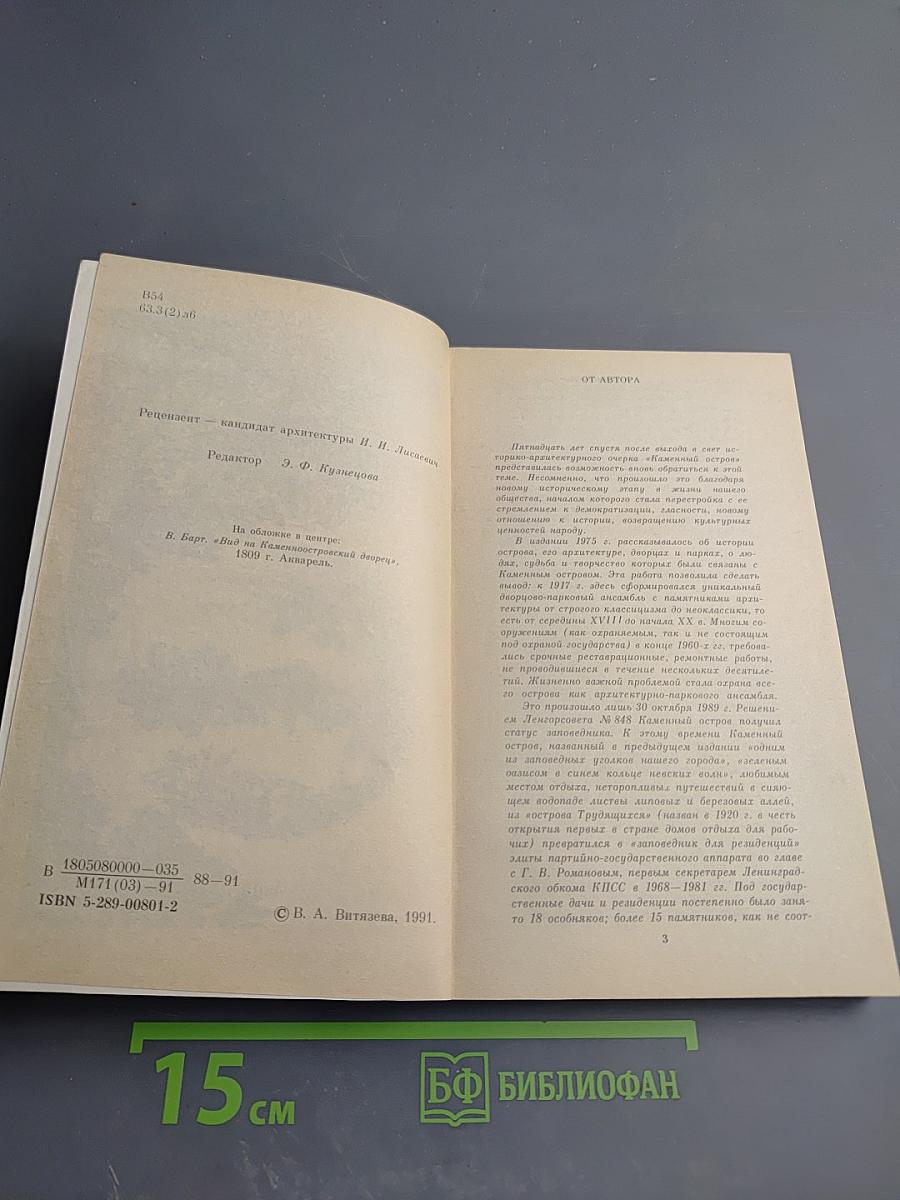 В54
63.3(2)л6
Рецензент — кандидат архитектуры И. И. Лисаевич
Редактор Э. Ф. Кузнецова
На обложке в центре:
В. Барт. «Вид на Каменноостровский дворец».
1809 г. Акварель.
В 1805080000—035
М171(03)—91 88—91
ISBN 5-289-00801-2
© В. А. Витязева, 1991.
ОТ АВТОРА
Пятнадцать лет спустя после выхода в свет ис-
торико-архитектурного очерка «Каменный остров»
представилась возможность вновь обратиться к этой
теме. Несомненно, что произошло это благодаря
новому историческому этапу в жизни нашего
общества, началом которого стала перестройка с ее
стремлением к демократизации, гласности, новому
отношению к истории, возвращению культурных
ценностей народу.
В издании 1975 г. рассказывалось об истории
острова, его архитектуре, дворцах и парках, о лю-
дях, судьба и творчество которых были связаны с
Каменным островом. Эта работа позволила сделать
вывод: к 1917 г. здесь сформировался уникальный
дворцово-парковый ансамбль с памятниками архи-
тектуры от строгого классицизма до неоклассики, то
есть от середины XVIII до начала XX в. Многим со-
оружениям (как охраняемым, так и не состоящим
под охраной государства) в конце 1960-х гг. требова-
лись срочные реставрационные, ремонтные работы,
не проводившиеся в течение нескольких десятиле-
тий. Жизненно важной проблемой стала охрана все-
го острова как архитектурно-паркового ансамбля.
Это произошло лишь 30 октября 1989 г. Решени-
ем Ленгорсовета № 848 Каменный остров получил
статус заповедника. К этому времени Каменный
остров, названный в предыдущем издании «одним
из заповедных уголков нашего города», «зеленым
оазисом в синем кольце невских волн», любимым
местом отдыха, неторопливых путешествий в сияю-
щем водопаде листвы липовых и березовых аллей,
из «острова Трудящихся» (назван в 1920 г. в честь
открытия первых в стране домов отдыха для рабо-
чих) превратился в «заповедник для резиденций»
элиты партийно-государственного аппарата во главе
с Г. В. Романовым, первым секретарем Ленинград-
ского обкома КПСС в 1968—1981 гг. Под государ-
ственные дачи и резиденции постепенно было заня-
то 18 особняков; более 15 памятников, как не соот-
3
15 см
БФ БИБЛИОФАН